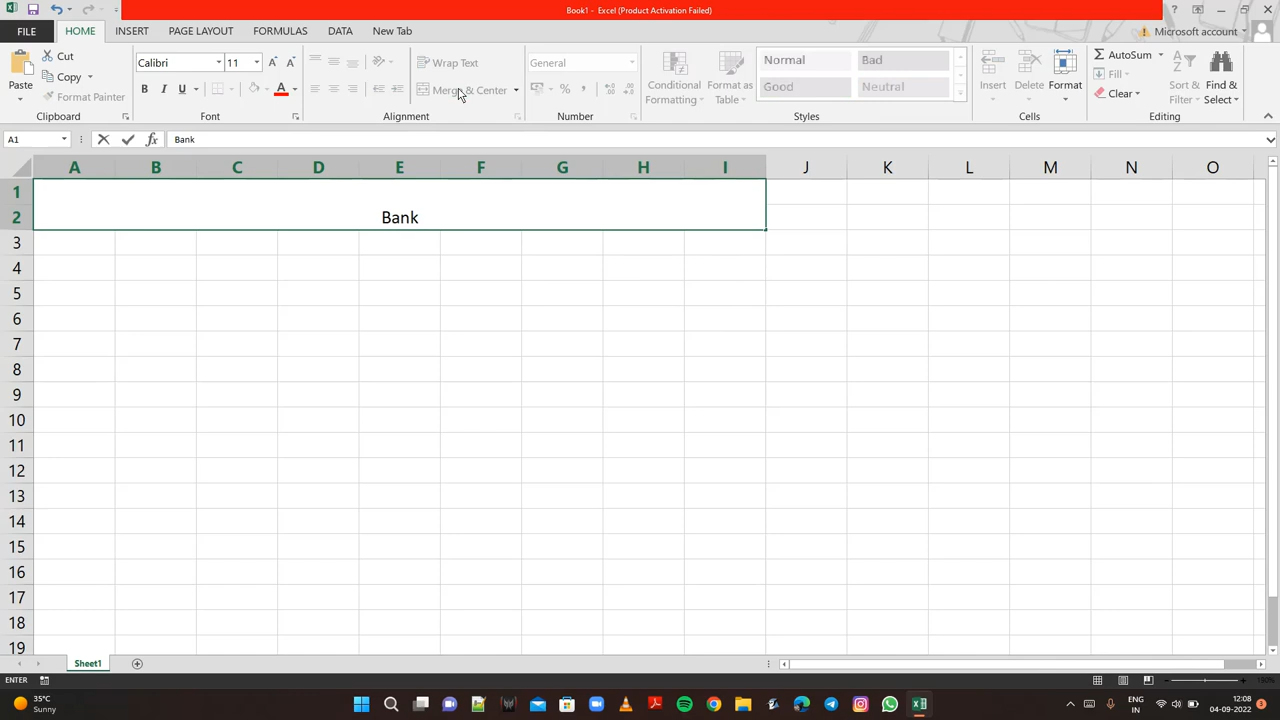 Book1 - Excel (Product Activation Failed)
FILE HOME INSERT PAGE LAYOUT FORMULAS DATA New Tab Microsoft account
Cut
Copy
Format Painter
Paste
Clipboard
Calibri 11
B I U
Font
Wrap Text
Merge & Center
Alignment
General
Number
Conditional Formatting
Format as Table
Normal Bad
Good Neutral
Styles
Insert Delete Format
Cells
AutoSum
Fill
Clear
Sort & Filter
Find & Select
Editing
A1 fx Bank
A B C D E F G H I J K L M N O
1
2 Bank
3
4
5
6
7
8
9
10
11
12
13
14
15
16
17
18
19
Sheet1
ENTER 190%
35°C
Sunny
ENG
IN
12:08
04-09-2022